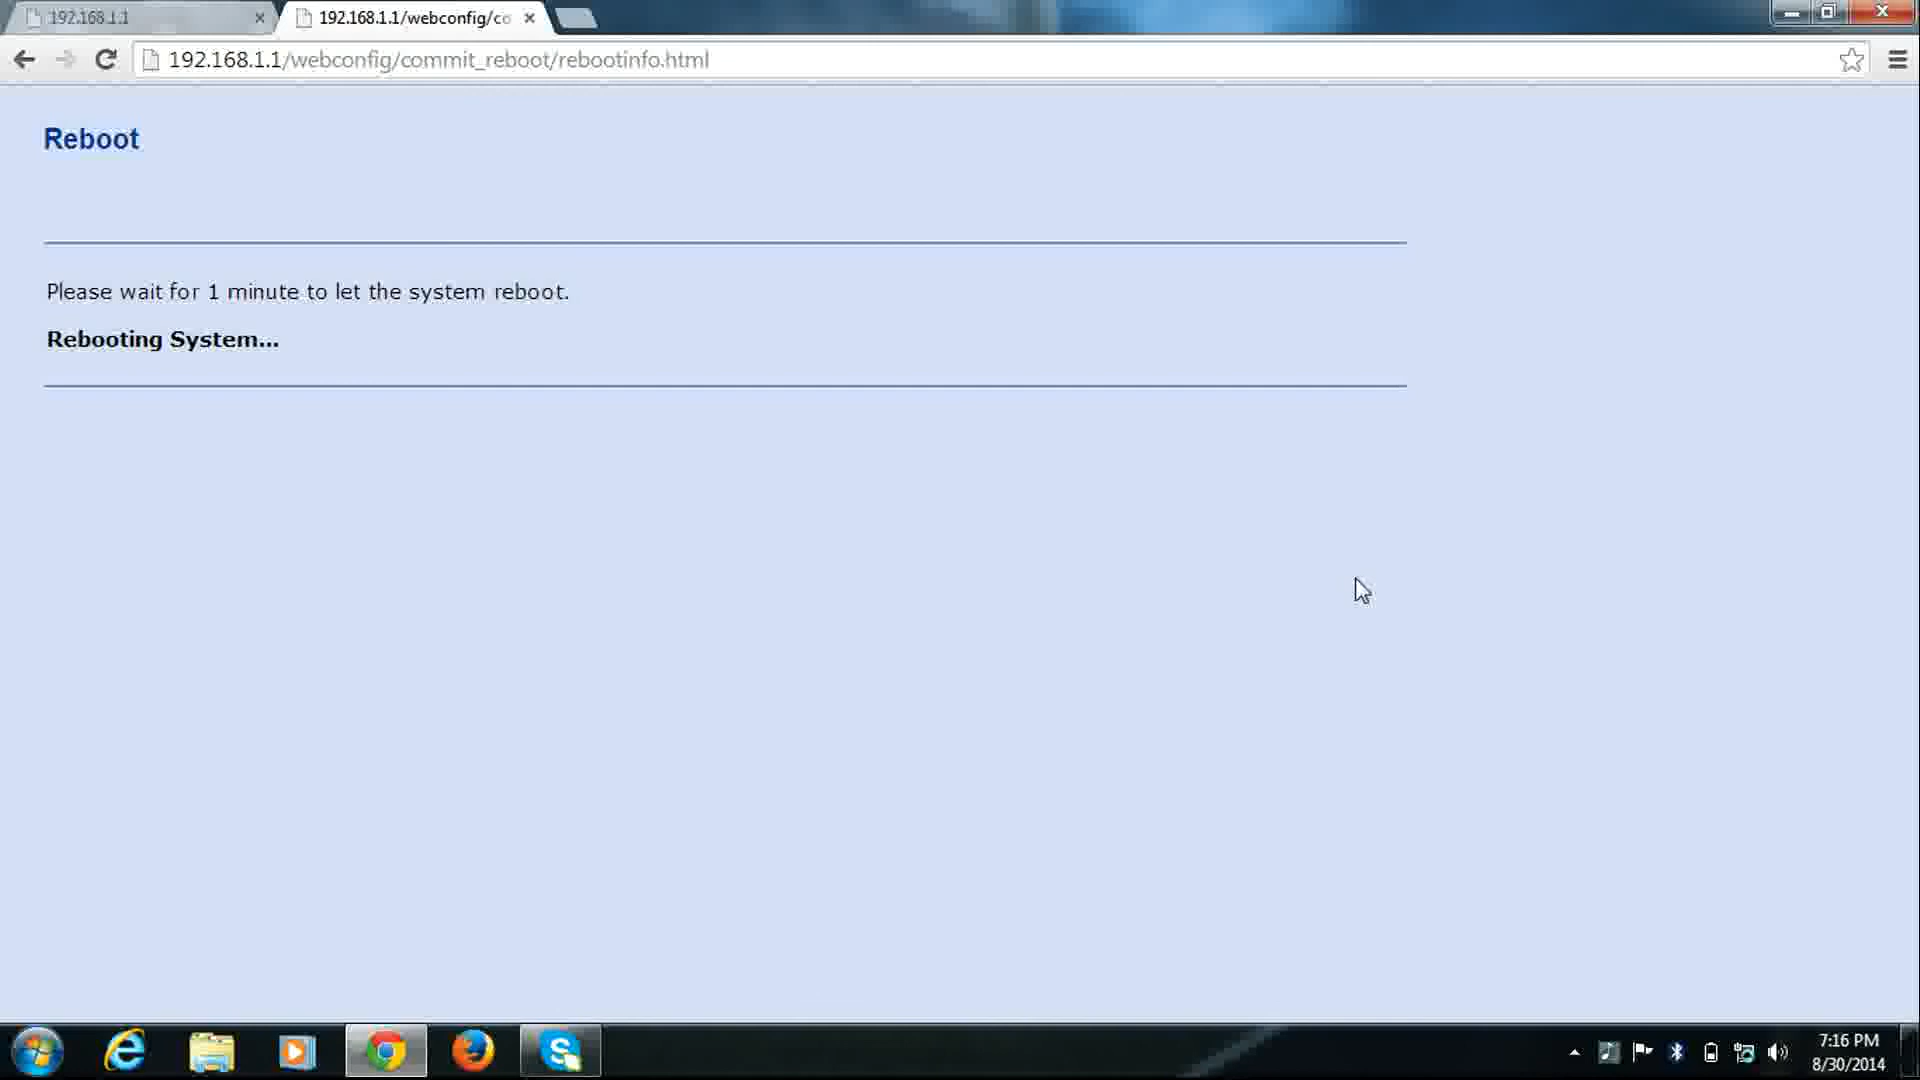 192.168.1.1
192.168.1.1/webconfig/co
192.168.1.1/webconfig/commit_reboot/rebootinfo.html
Reboot
Please wait for 1 minute to let the system reboot.
Rebooting System...
7:16 PM
8/30/2014